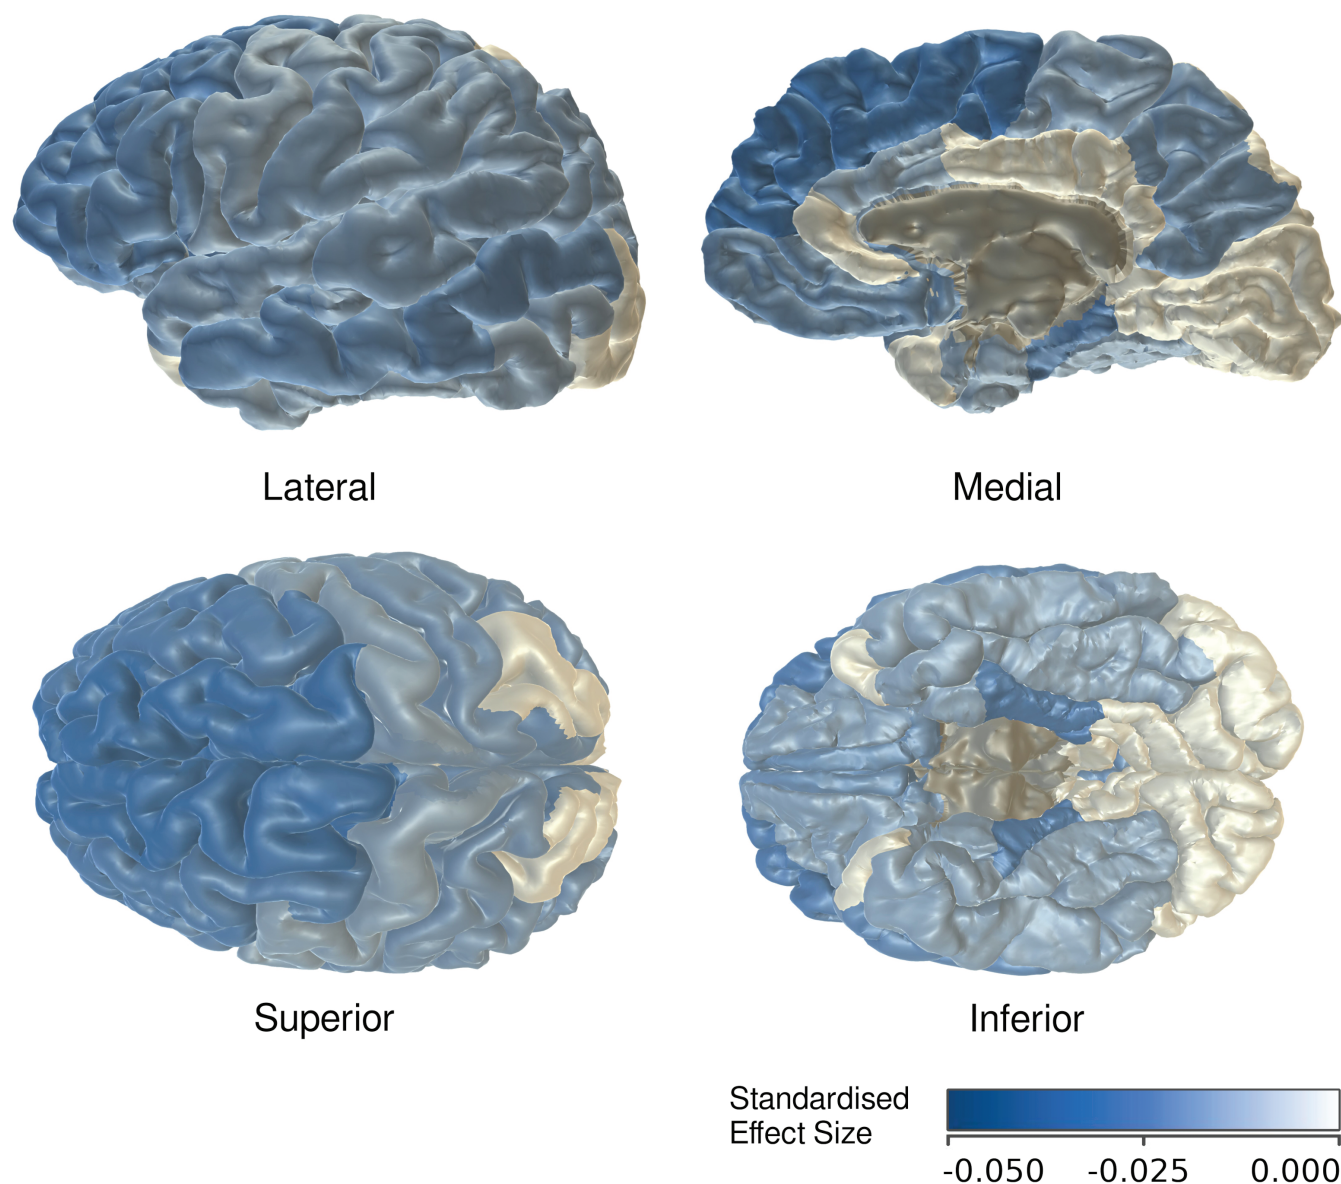 Lateral
Medial
Superior
Inferior
Standardised
Effect Size
-0.050
-0.025
0.000